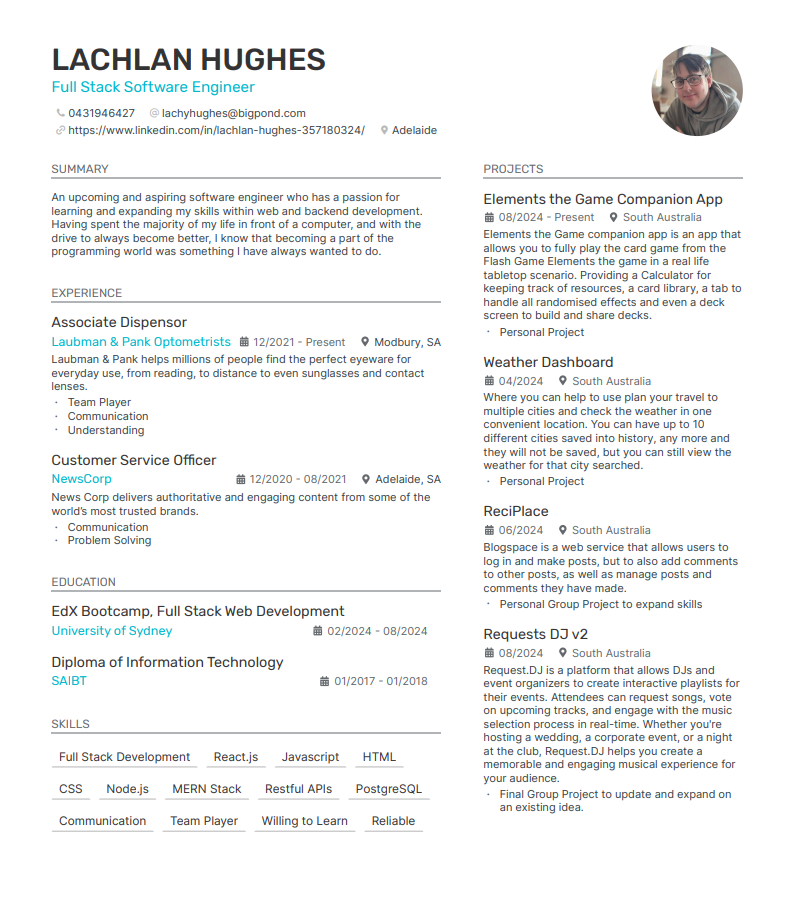 LACHLAN HUGHES
Full Stack Software Engineer
0431946427 lachyhughes@bigpond.com
https://www.linkedin.com/in/lachlan-hughes-357180324/ Adelaide
SUMMARY
An upcoming and aspiring software engineer who has a passion for
learning and expanding my skills within web and backend development.
Having spent the majority of my life in front of a computer, and with the
drive to always become better, I know that becoming a part of the
programming world was something I have always wanted to do.
EXPERIENCE
Associate Dispensor
Laubman & Pank Optometrists 12/2021 - Present Modbury, SA
Laubman & Pank helps millions of people find the perfect eyeware for
everyday use, from reading, to distance to even sunglasses and contact
lenses.
• Team Player
• Communication
• Understanding
Customer Service Officer
NewsCorp 12/2020 - 08/2021 Adelaide, SA
News Corp delivers authoritative and engaging content from some of the
world's most trusted brands.
• Communication
• Problem Solving
EDUCATION
EdX Bootcamp, Full Stack Web Development
University of Sydney 02/2024 - 08/2024
Diploma of Information Technology
SAIBT 01/2017 - 01/2018
SKILLS
Full Stack Development React.js Javascript HTML
CSS Node.js MERN Stack Restful APIs PostgreSQL
Communication Team Player Willing to Learn Reliable
PROJECTS
Elements the Game Companion App
08/2024 - Present South Australia
Elements the Game companion app is an app that
allows you to fully play the card game from the
Flash Game Elements the game in a real life
tabletop scenario. Providing a Calculator for
keeping track of resources, a card library, a tab to
handle all randomised effects and even a deck
screen to build and share decks.
• Personal Project
Weather Dashboard
04/2024 South Australia
Where you can help to use plan your travel to
multiple cities and check the weather in one
convenient location. You can have up to 10
different cities saved into history, any more and
they will not be saved, but you can still view the
weather for that city searched.
• Personal Project
ReciPlace
06/2024 South Australia
Blogspace is a web service that allows users to
log in and make posts, but to also add comments
to other posts, as well as manage posts and
comments they have made.
• Personal Group Project to expand skills
Requests DJ v2
08/2024 South Australia
Request.DJ is a platform that allows DJs and
event organizers to create interactive playlists for
their events. Attendees can request songs, vote
on upcoming tracks, and engage with the music
selection process in real-time. Whether you're
hosting a wedding, a corporate event, or a night
at the club, Request.DJ helps you create a
memorable and engaging musical experience for
your audience.
• Final Group Project to update and expand on
an existing idea.